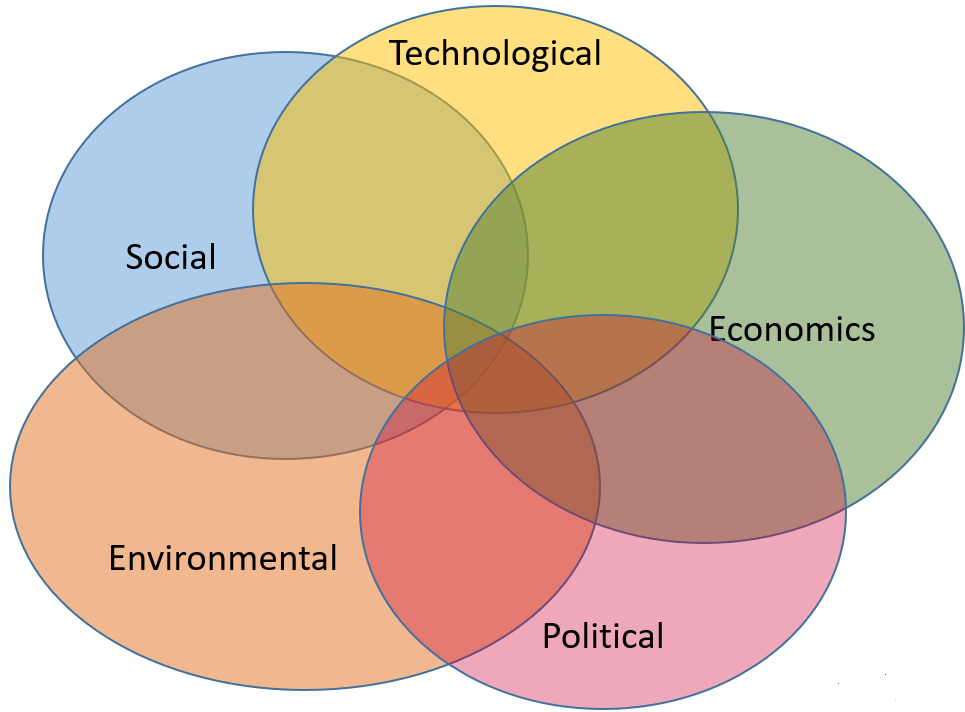 Technological
Social
Economics
Environmental
Political